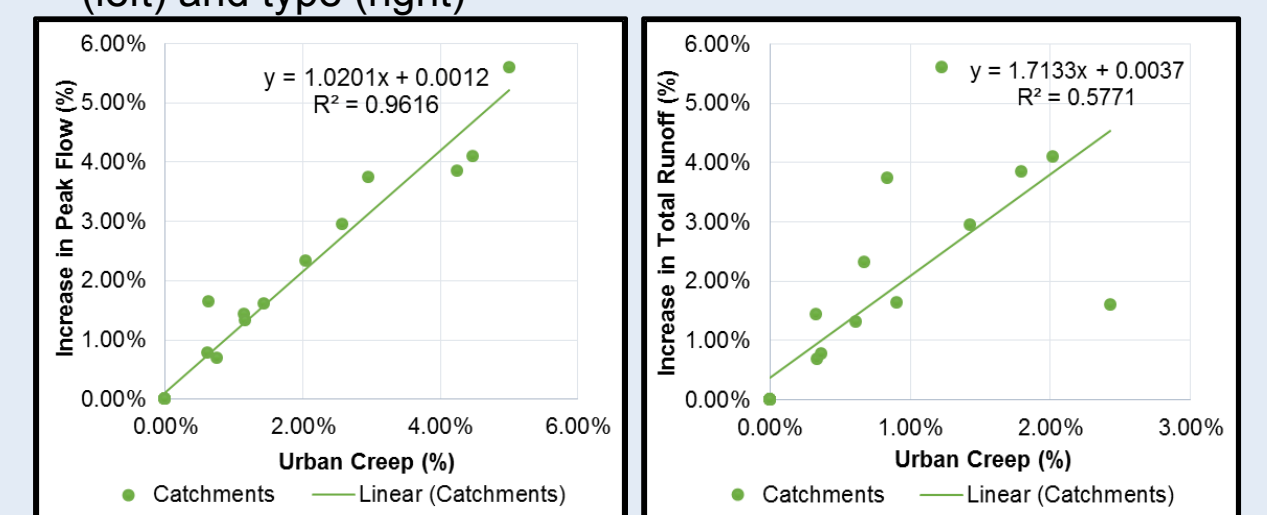 (left) and type (right)
6.00%
5.00%
4.00%
3.00%
2.00%
1.00%
0.00%
Increase in Peak Flow (%)
y = 1.0201x + 0.0012
R² = 0.9616
0.00% 2.00% 4.00% 6.00%
Urban Creep (%)
Catchments Linear (Catchments)
6.00%
5.00%
4.00%
3.00%
2.00%
1.00%
0.00%
Increase in Total Runoff (%)
y = 1.7133x + 0.0037
R² = 0.5771
0.00% 1.00% 2.00% 3.00%
Urban Creep (%)
Catchments Linear (Catchments)